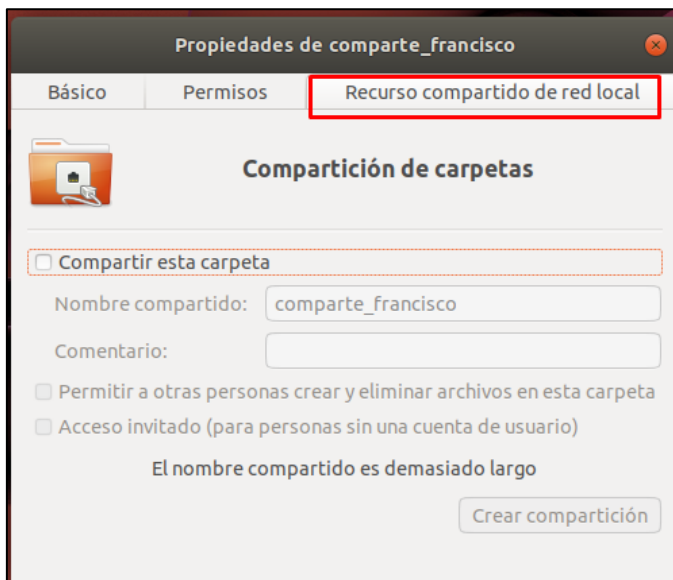 Propiedades de comparte_francisco
Básico Permisos Recurso compartido de red local
Compartición de carpetas
Compartir esta carpeta
Nombre compartido: comparte_francisco
Comentario:
Permitir a otras personas crear y eliminar archivos en esta carpeta
Acceso invitado (para personas sin una cuenta de usuario)
El nombre compartido es demasiado largo
Crear compartición